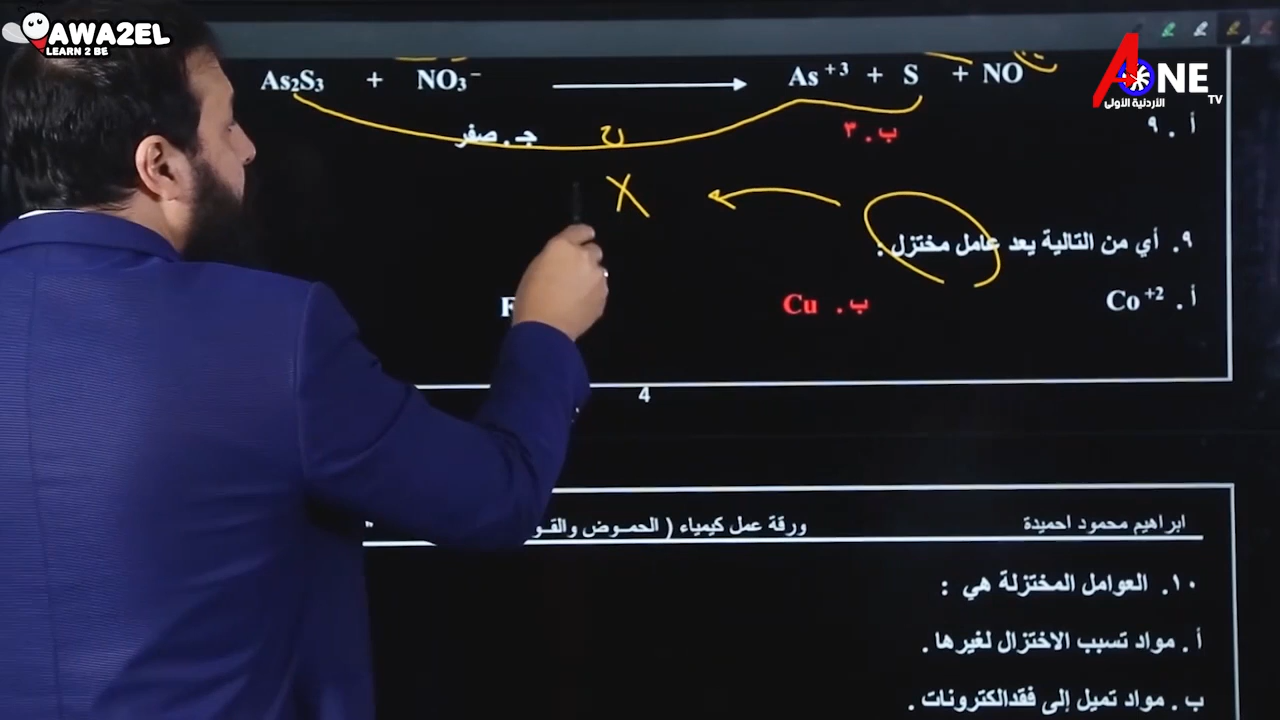 AWA2EL
LEARN 2 BE
A ONE TV
الأردنية الأولى
As₂S₃ + NO₃⁻ → As⁺³ + S + NO
أ . ٩ ب . ٣ جـ . صفر
X
٩. أي من التالية يعد عامل مختزل :
أ . Co⁺² ب . Cu F
4
ابراهيم محمود احميدة ورقة عمل كيمياء ( الحمـوض والقو
١٠. العوامل المختزلة هي :
أ . مواد تسبب الاختزال لغيرها .
ب . مواد تميل إلى فقدالكترونات .